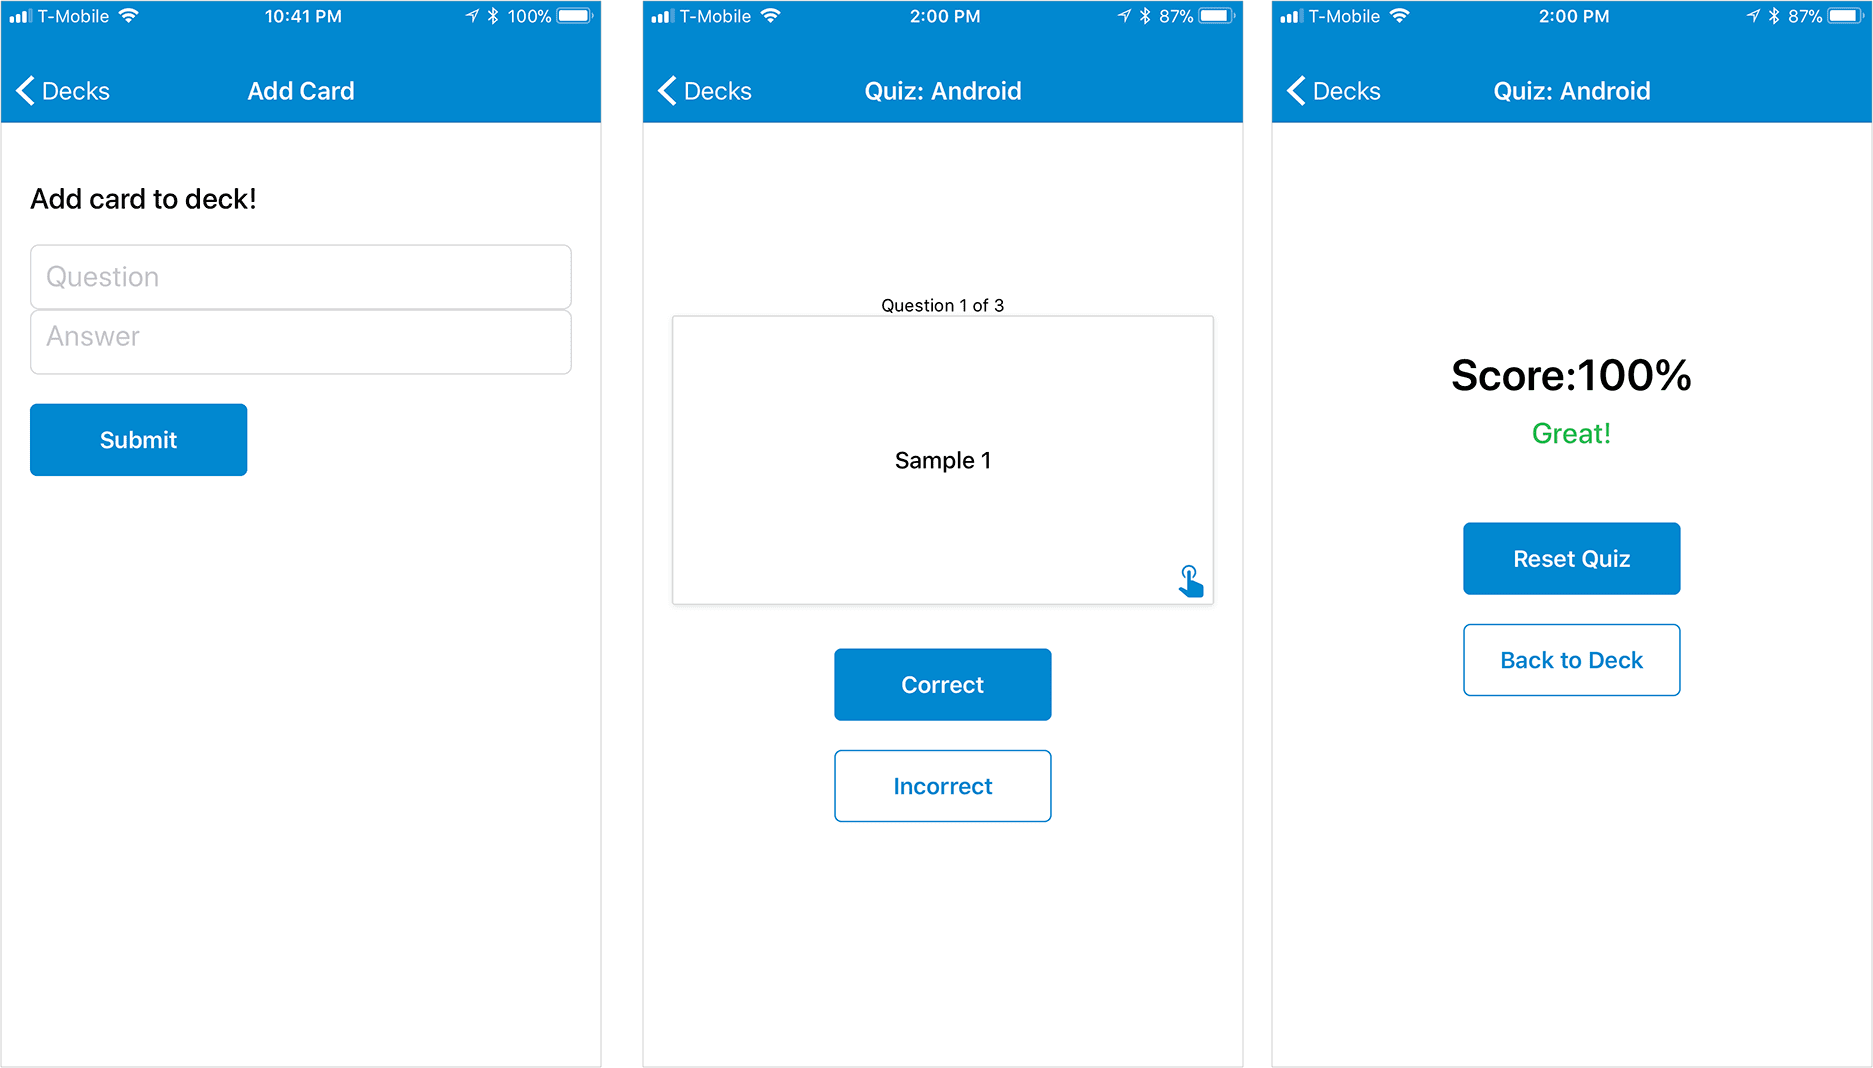 T-Mobile 10:41 PM 100%
Decks Add Card
Add card to deck!
Question
Answer
Submit
T-Mobile 2:00 PM 87%
Decks Quiz: Android
Question 1 of 3
Sample 1
Correct
Incorrect
T-Mobile 2:00 PM 87%
Decks Quiz: Android
Score:100%
Great!
Reset Quiz
Back to Deck